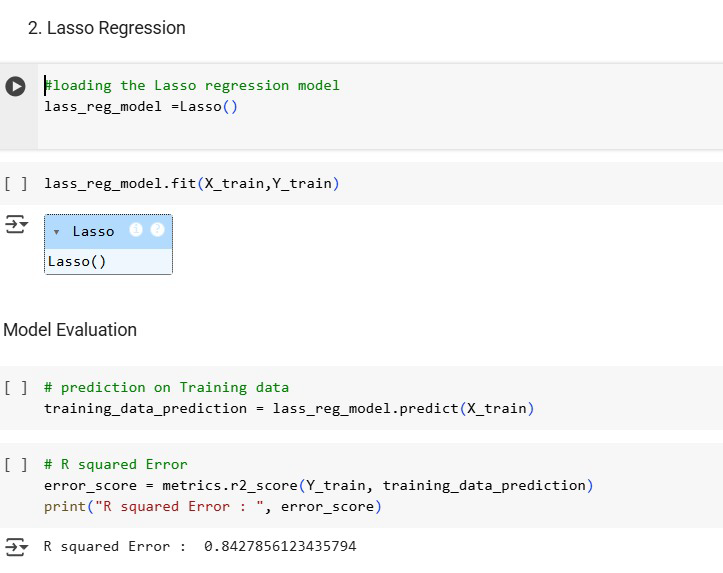 2. Lasso Regression
#loading the Lasso regression model
lass_reg_model =Lasso()
[ ] lass_reg_model.fit(X_train,Y_train)
▾ Lasso i ?
Lasso()
Model Evaluation
[ ] # prediction on Training data
training_data_prediction = lass_reg_model.predict(X_train)
[ ] # R squared Error
error_score = metrics.r2_score(Y_train, training_data_prediction)
print("R squared Error : ", error_score)
R squared Error :  0.8427856123435794